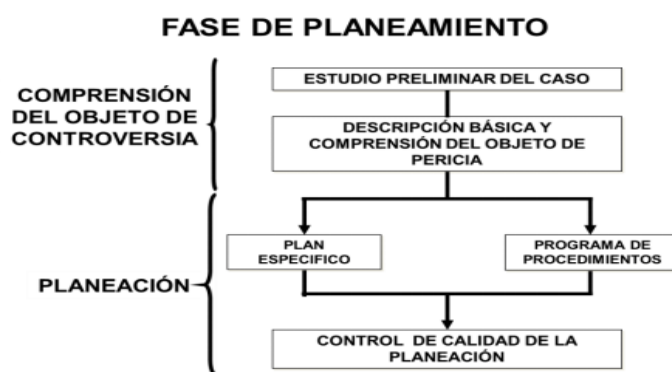 FASE DE PLANEAMIENTO
COMPRENSIÓN
DEL OBJETO DE
CONTROVERSIA
ESTUDIO PRELIMINAR DEL CASO
DESCRIPCIÓN BÁSICA Y
COMPRENSIÓN DEL OBJETO DE
PERICIA
PLANEACIÓN
PLAN
ESPECIFICO
PROGRAMA DE
PROCEDIMIENTOS
CONTROL DE CALIDAD DE LA
PLANEACIÓN